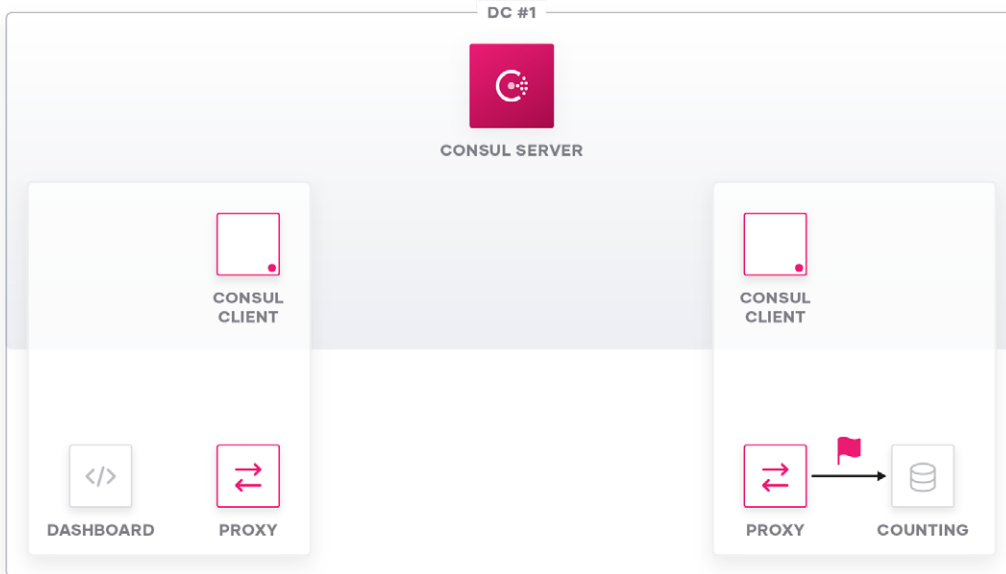 DC #1
CONSUL SERVER
CONSUL
CLIENT
CONSUL
CLIENT
DASHBOARD
PROXY
PROXY
COUNTING